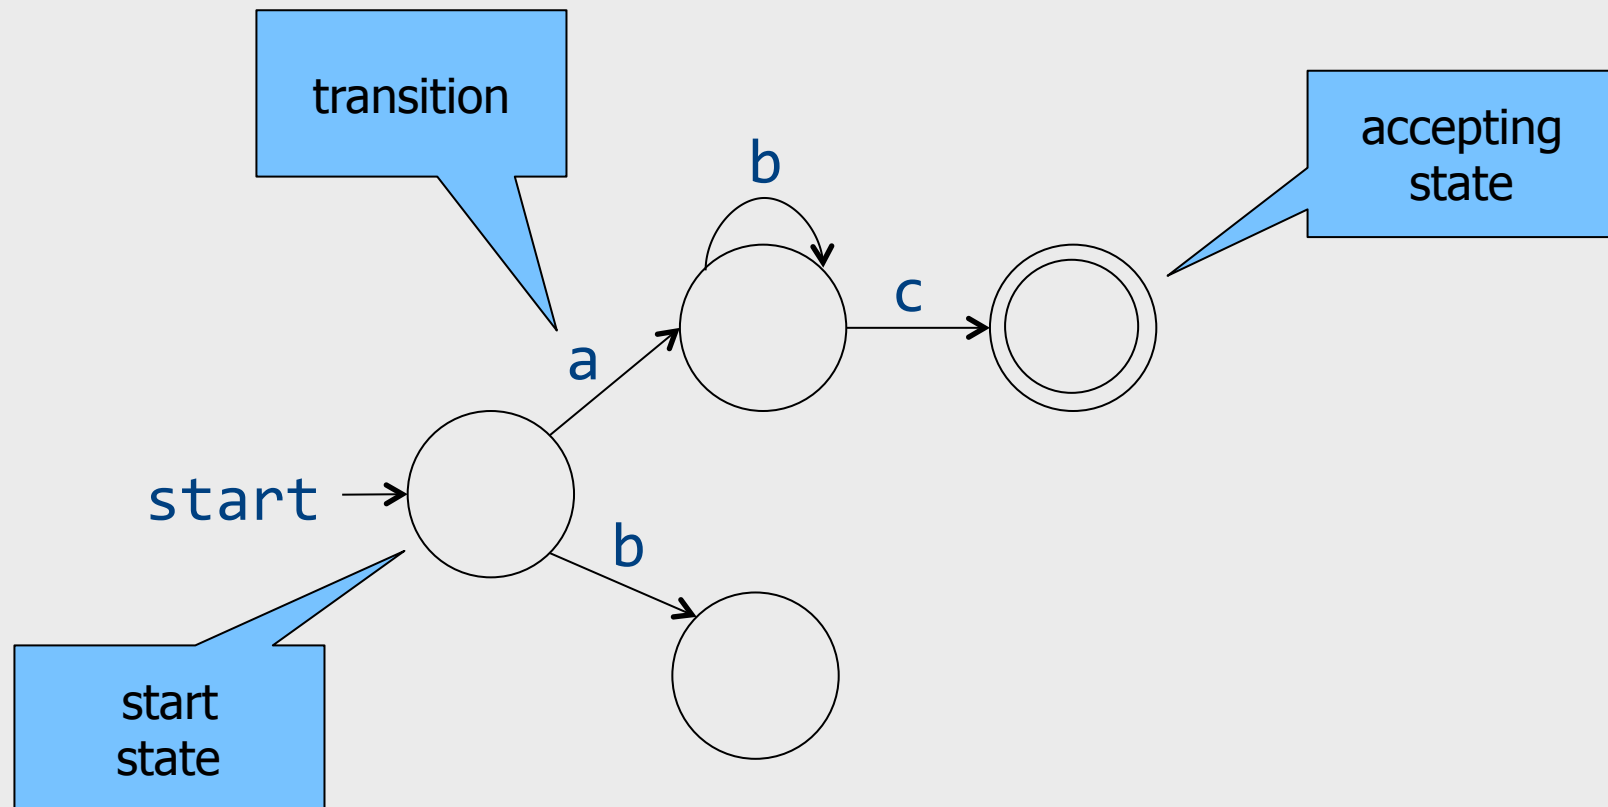 transition
accepting
state
b
c
a
start
b
start
state